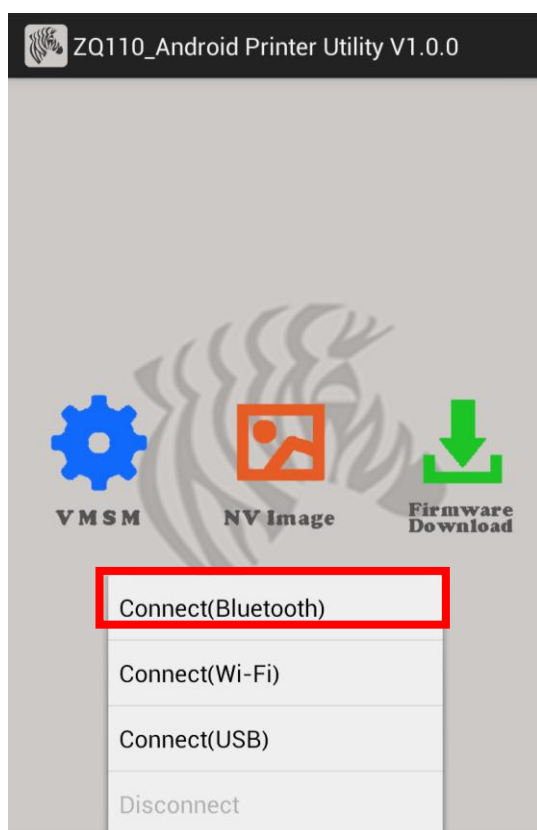 ZQ110_Android Printer Utility V1.0.0
VMSM
NV Image
Firmware
Download
Connect(Bluetooth)
Connect(Wi-Fi)
Connect(USB)
Disconnect